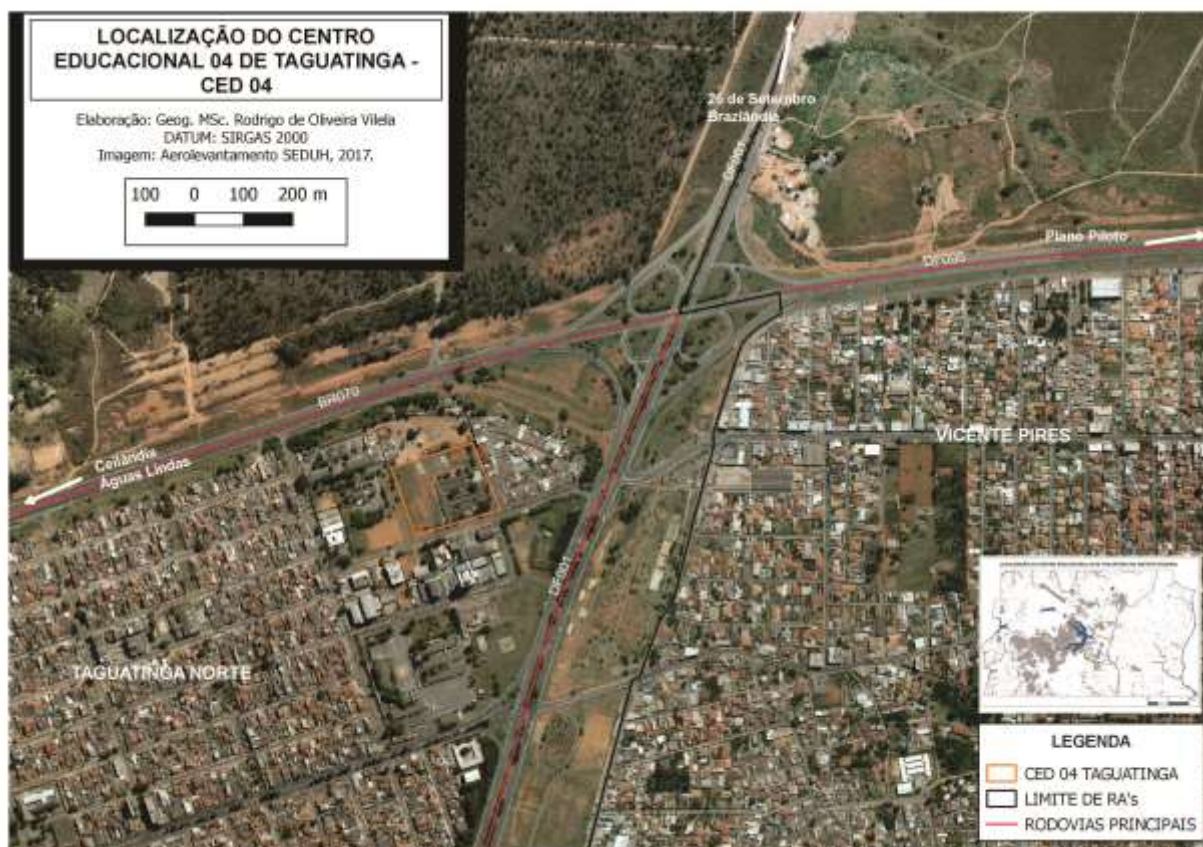 LOCALIZAÇÃO DO CENTRO
EDUCACIONAL 04 DE TAGUATINGA -
CED 04
Elaboração: Geog. MSc. Rodrigo de Oliveira Vilela
DATUM: SIRGAS 2000
Imagem: Aerolevantamento SEDUH, 2017.
100 0 100 200 m
26 de Setembro
Brazlândia
DF001
Plano Piloto
DF095
BR070
Ceilândia
Águas Lindas
VICENTE PIRES
DF001
TAGUATINGA NORTE
LEGENDA
CED 04 TAGUATINGA
LIMITE DE RA's
RODOVIAS PRINCIPAIS